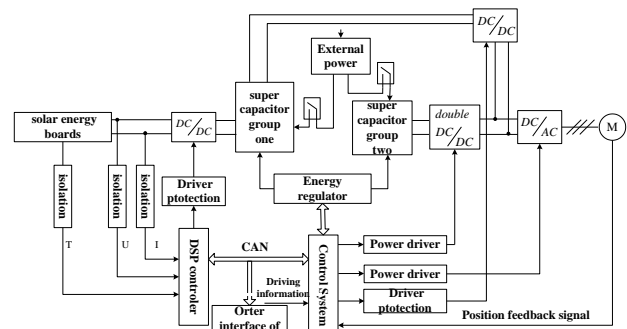 DC/DC
External
power
super
capacitor
group
one
solar energy
boards
DC/DC
super
capacitor
group
two
double
DC/DC
DC/AC
M
isolation
isolation
isolation
Driver
ptotection
Energy
regulator
T
U
I
DSP controler
CAN
Control System
Power driver
Driving
information
Power driver
Driver
ptotection
Orter
interface of
Position feedback signal